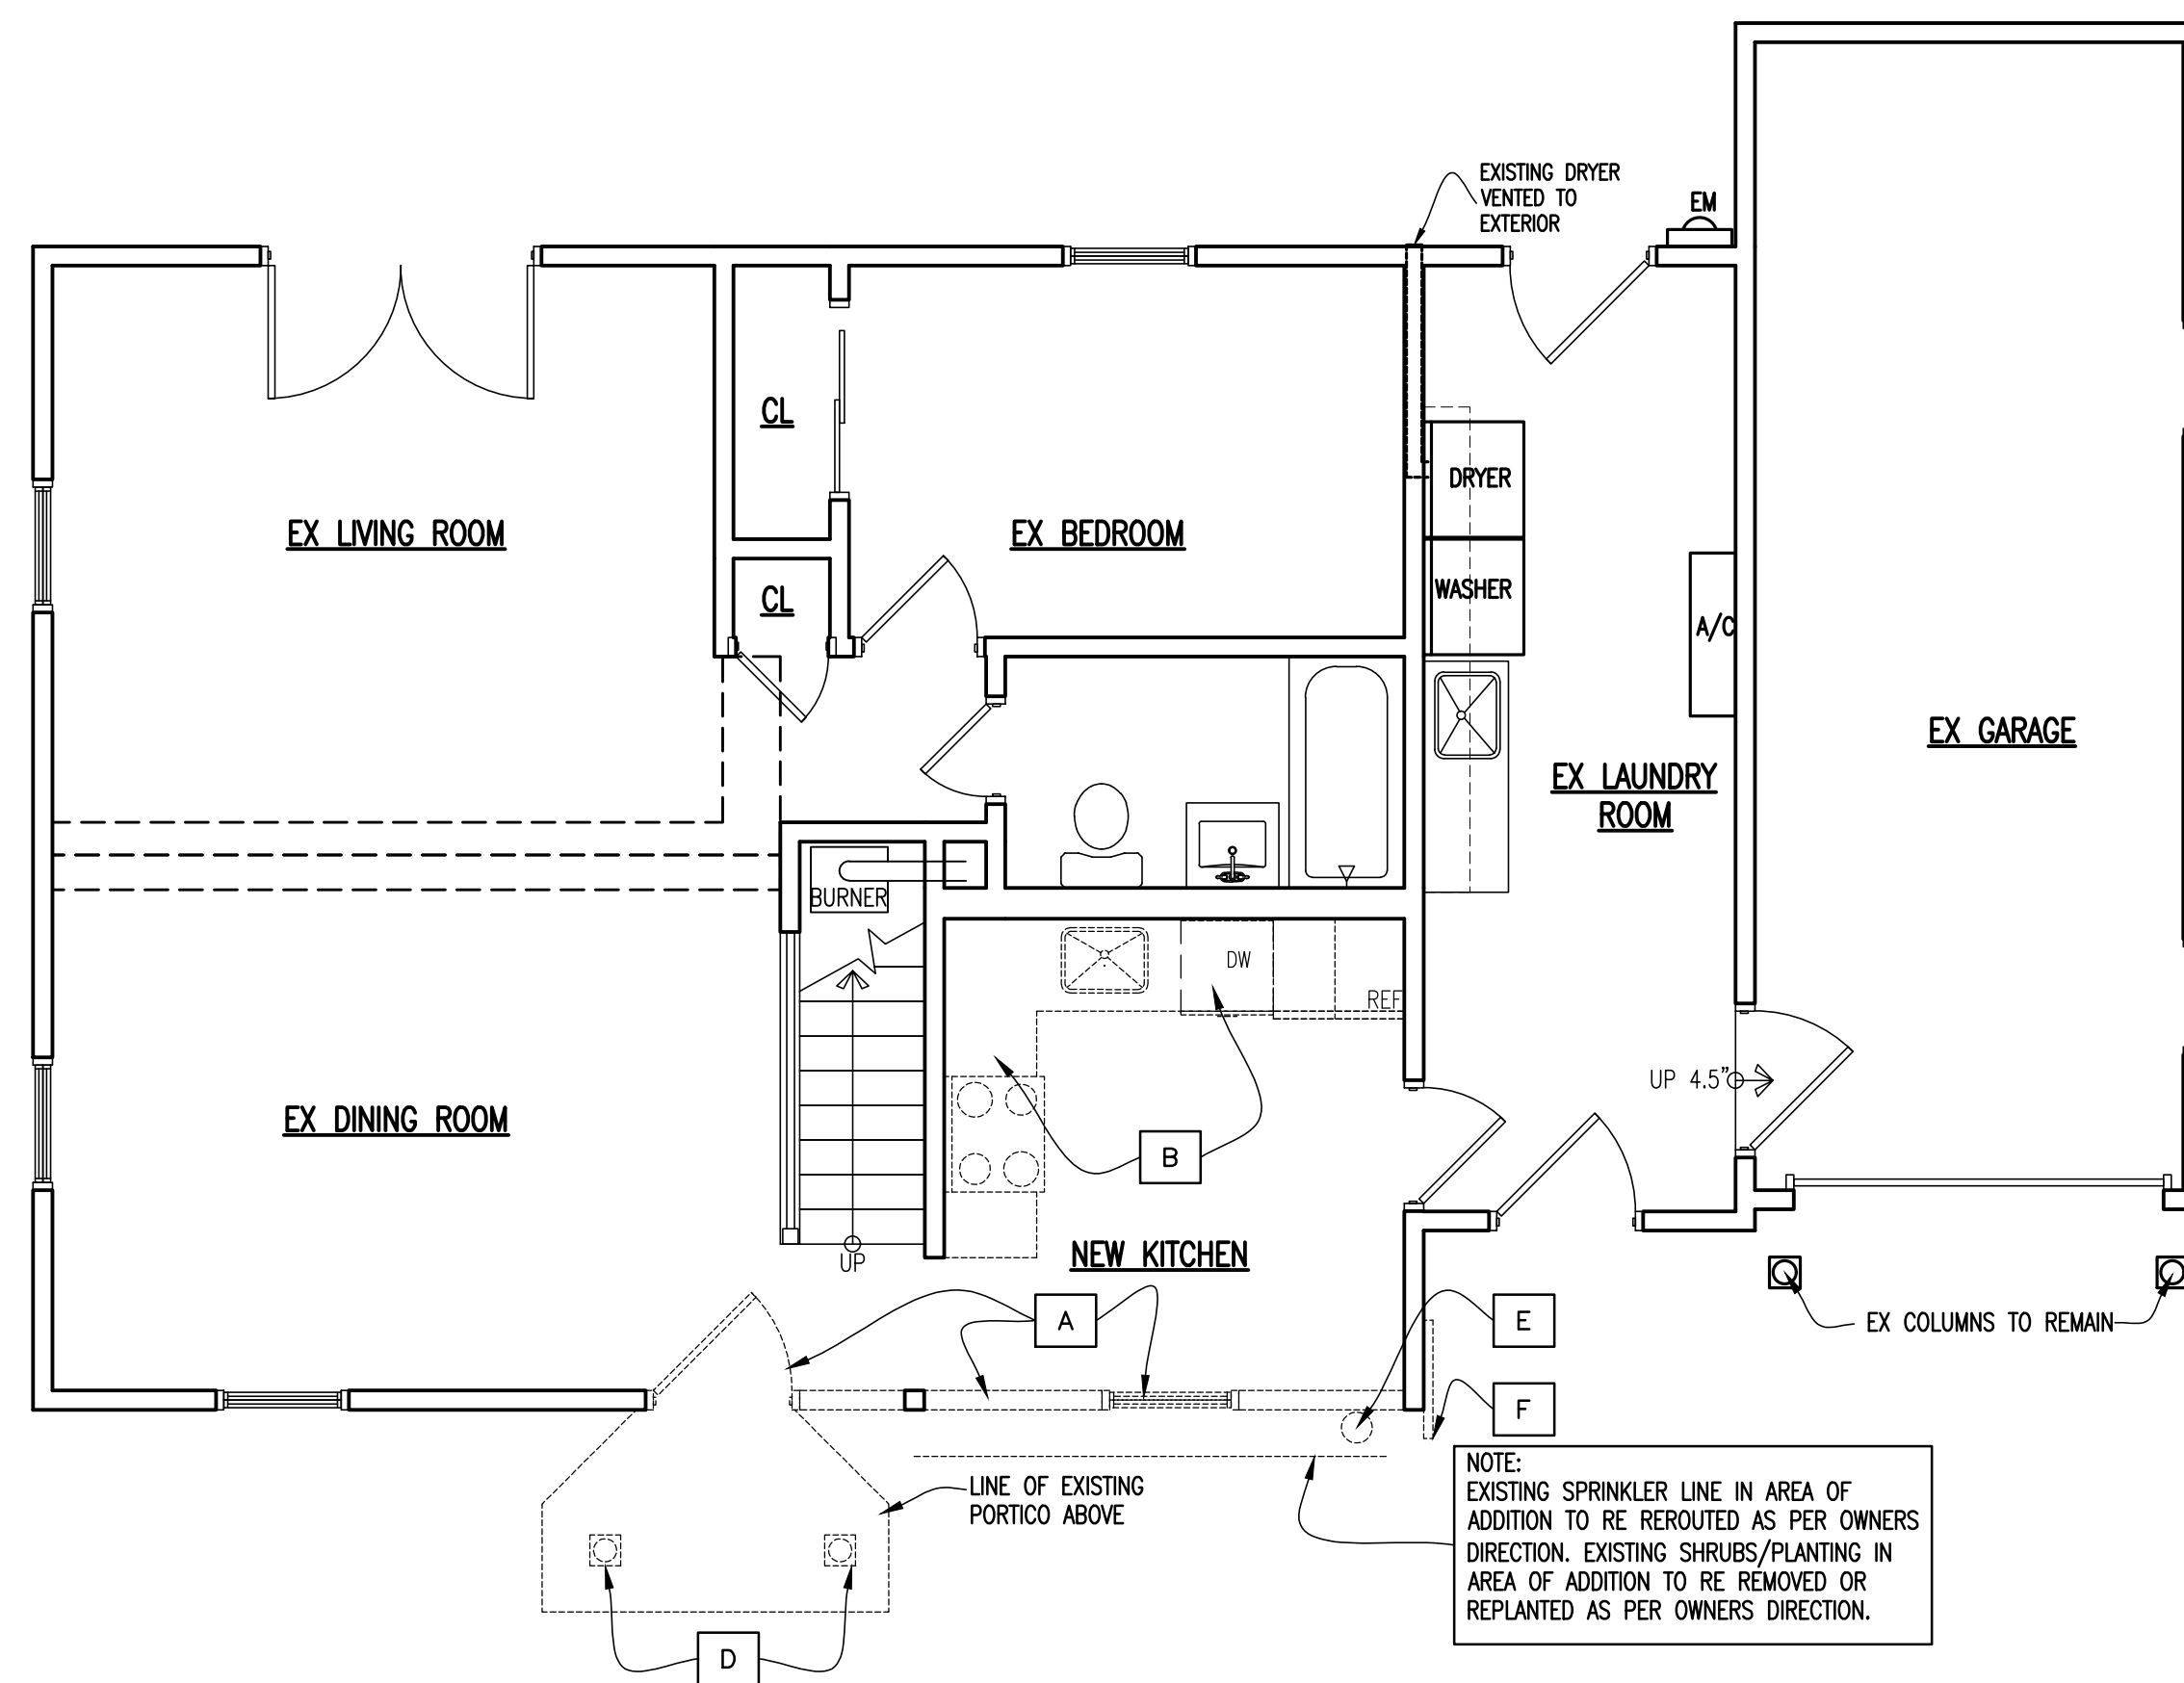 EXISTING DRYER
VENTED TO
EXTERIOR
EM
CL
DRYER
EX LIVING ROOM
EX BEDROOM
WASHER
CL
A/C
EX GARAGE
EX LAUNDRY
ROOM
BURNER
DW
REF
UP 4.5"
EX DINING ROOM
B
NEW KITCHEN
UP
A
E
EX COLUMNS TO REMAIN
F
LINE OF EXISTING
PORTICO ABOVE
NOTE:
EXISTING SPRINKLER LINE IN AREA OF
ADDITION TO RE REROUTED AS PER OWNERS
DIRECTION. EXISTING SHRUBS/PLANTING IN
AREA OF ADDITION TO RE REMOVED OR
REPLANTED AS PER OWNERS DIRECTION.
D